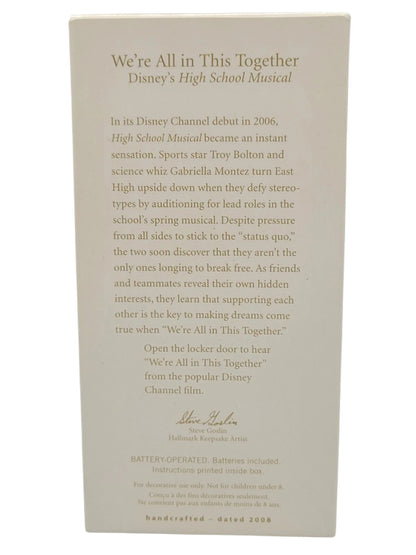 We're All in This Together
Disney's High School Musical
In its Disney Channel debut in 2006,
High School Musical became an instant
sensation. Sports star Troy Bolton and
science whiz Gabriella Montez turn East
High upside down when they defy stereo-
types by auditioning for lead roles in the
school's spring musical. Despite pressure
from all sides to stick to the "status quo,"
the two soon discover that they aren't the
only ones longing to break free. As friends
and teammates reveal their own hidden
interests, they learn that supporting each
other is the key to making dreams come
true when "We're All in This Together."
Open the locker door to hear
"We're All in This Together"
from the popular Disney
Channel film.
Steve Goslin
Steve Goslin
Hallmark Keepsake Artist
BATTERY-OPERATED. Batteries included.
Instructions printed inside box.
For decorative use only. Not for children under 8.
Conçu à des fins décoratives seulement.
Ne convient pas aux enfants de moins de 8 ans.
handcrafted – dated 2008